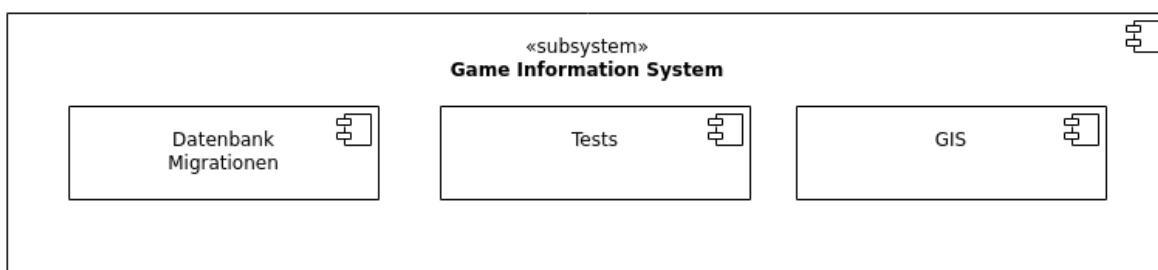 «subsystem»
Game Information System
Datenbank
Migrationen
Tests
GIS